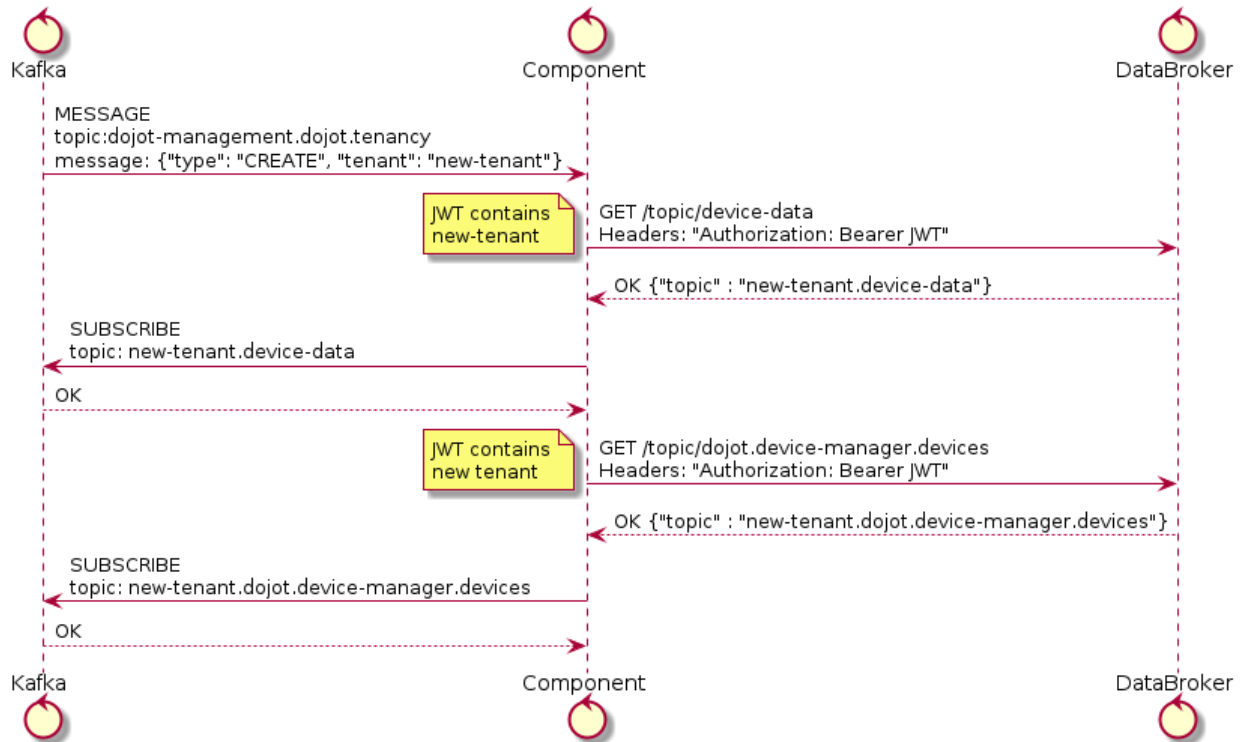 Kafka
Component
DataBroker
MESSAGE
topic:dojot-management.dojot.tenancy
message: {"type": "CREATE", "tenant": "new-tenant"}
JWT contains
new-tenant
GET /topic/device-data
Headers: "Authorization: Bearer JWT"
OK {"topic" : "new-tenant.device-data"}
SUBSCRIBE
topic: new-tenant.device-data
OK
JWT contains
new tenant
GET /topic/dojot.device-manager.devices
Headers: "Authorization: Bearer JWT"
OK {"topic" : "new-tenant.dojot.device-manager.devices"}
SUBSCRIBE
topic: new-tenant.dojot.device-manager.devices
OK
Kafka
Component
DataBroker